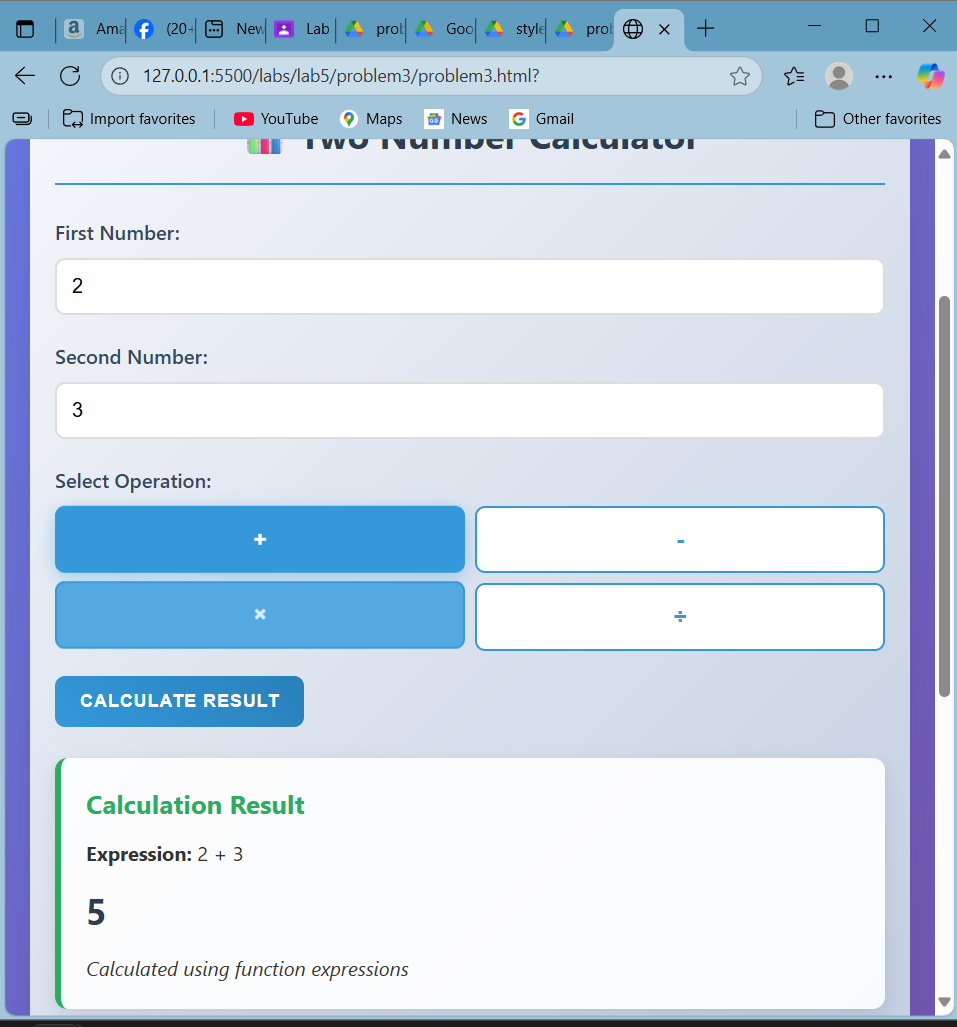 Ama
(20+
New
Lab
prob
Goo
style
prob
127.0.0.1:5500/labs/lab5/problem3/problem3.html?
Import favorites
YouTube
Maps
News
Gmail
Other favorites
Two Number Calculator
First Number:
2
Second Number:
3
Select Operation:
+
-
×
÷
CALCULATE RESULT
Calculation Result
Expression: 2 + 3
5
Calculated using function expressions